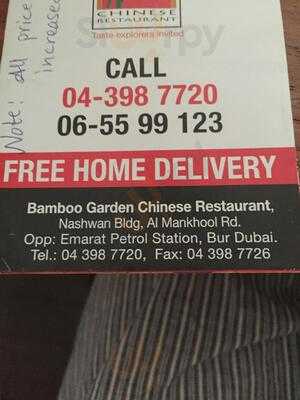 CHINESE
RESTAURANT
Taste explorers invited
Note: All price
increased
CALL
04-398 7720
06-55 99 123
FREE HOME DELIVERY
Bamboo Garden Chinese Restaurant,
Nashwan Bldg, Al Mankhool Rd.
Opp: Emarat Petrol Station, Bur Dubai.
Tel.: 04 398 7720, Fax: 04 398 7726